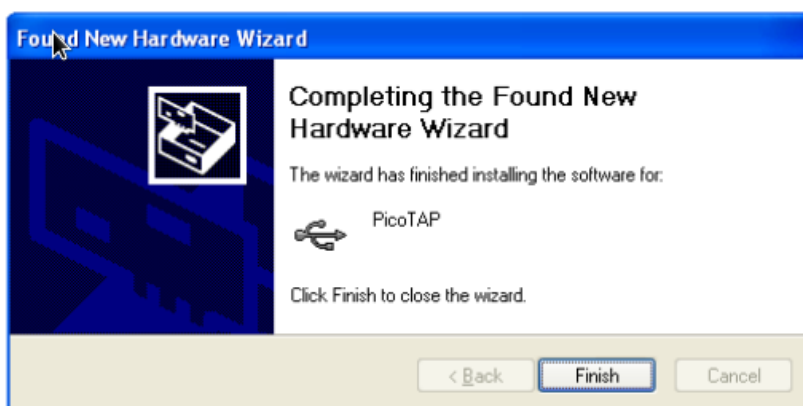 Found New Hardware Wizard
Completing the Found New
Hardware Wizard
The wizard has finished installing the software for:
PicoTAP
Click Finish to close the wizard.
< Back
Finish
Cancel